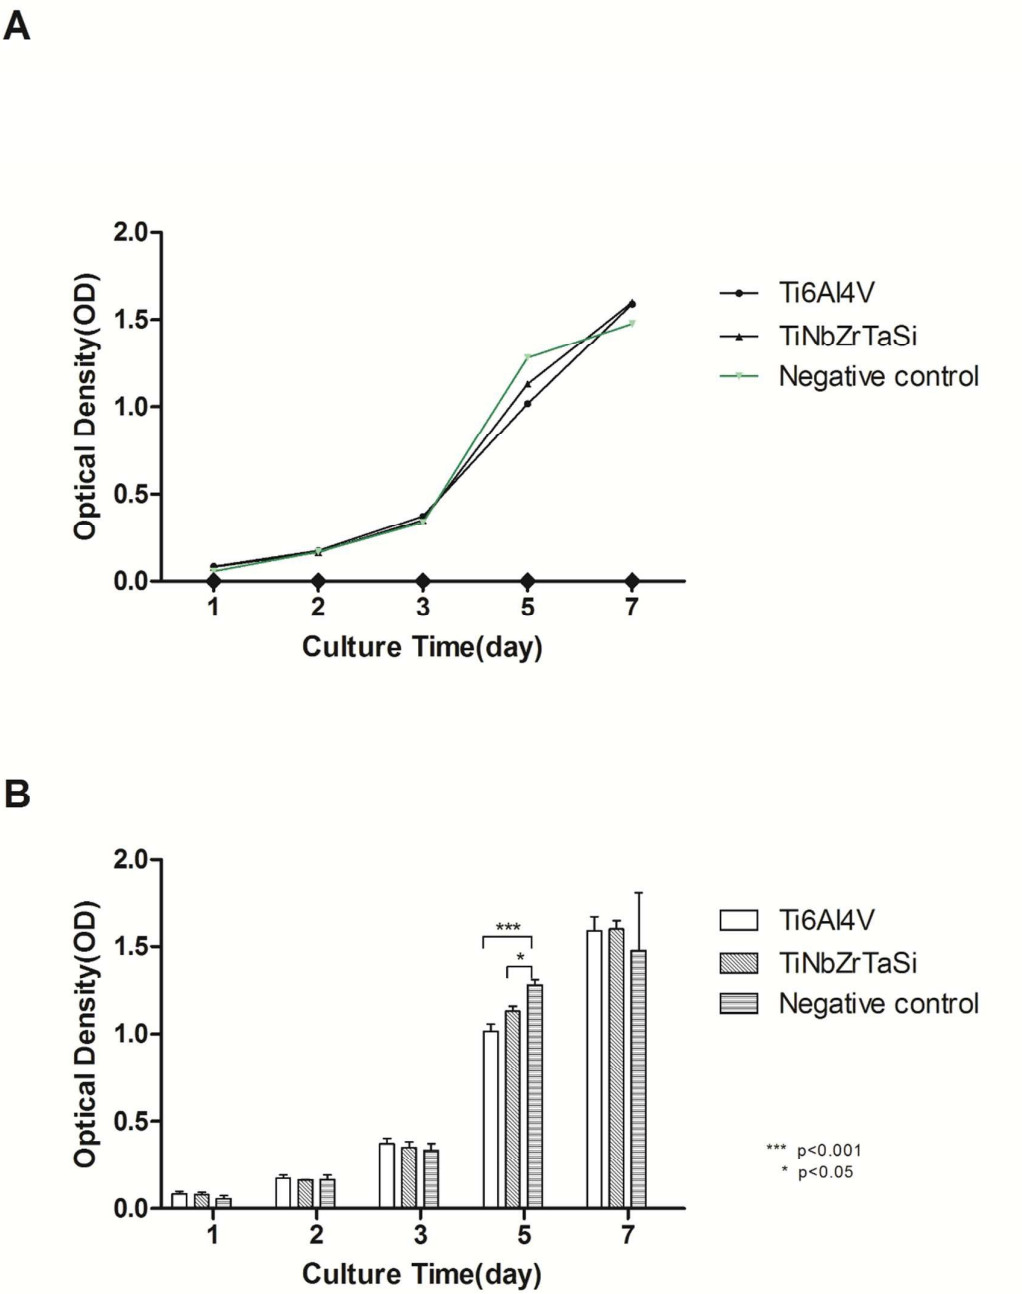 A
2.0
1.5
1.0
0.5
0.0
Optical Density(OD)
1 2 3 5 7
Culture Time(day)
Ti6Al4V
TiNbZrTaSi
Negative control
B
2.0
1.5
1.0
0.5
0.0
Optical Density(OD)
***
*
1 2 3 5 7
Culture Time(day)
Ti6Al4V
TiNbZrTaSi
Negative control
*** p<0.001
* p<0.05